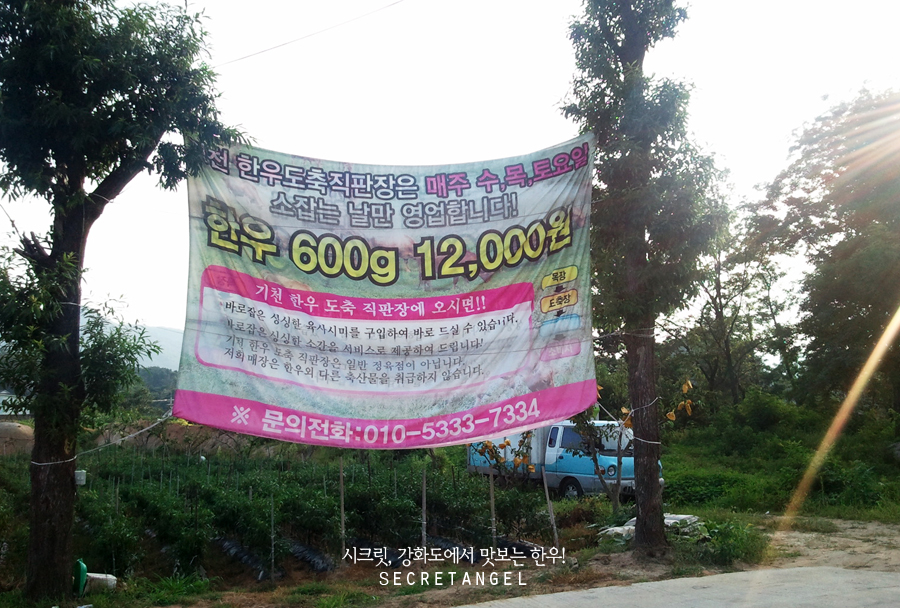 천 한우도축직판장은 매주 수,목,토요일
소잡는 날만 영업합니다!
한우 600g 12,000원
목장
도축장
기천 한우 도축 직판장에 오시면!!
바로잡은 싱싱한 육사시미를 구입하여 바로 드실 수 있습니다.
바로잡은 싱싱한 소간을 서비스로 제공하여 드립니다!
기천 한우 도축 직판장은 일반 정육점이 아닙니다.
저희 매장은 한우외 다른 축산물을 취급하지 않습니다.
※ 문의전화:010-5333-7334
시크릿, 강화도에서 맛보는 한우!
SECRETANGEL